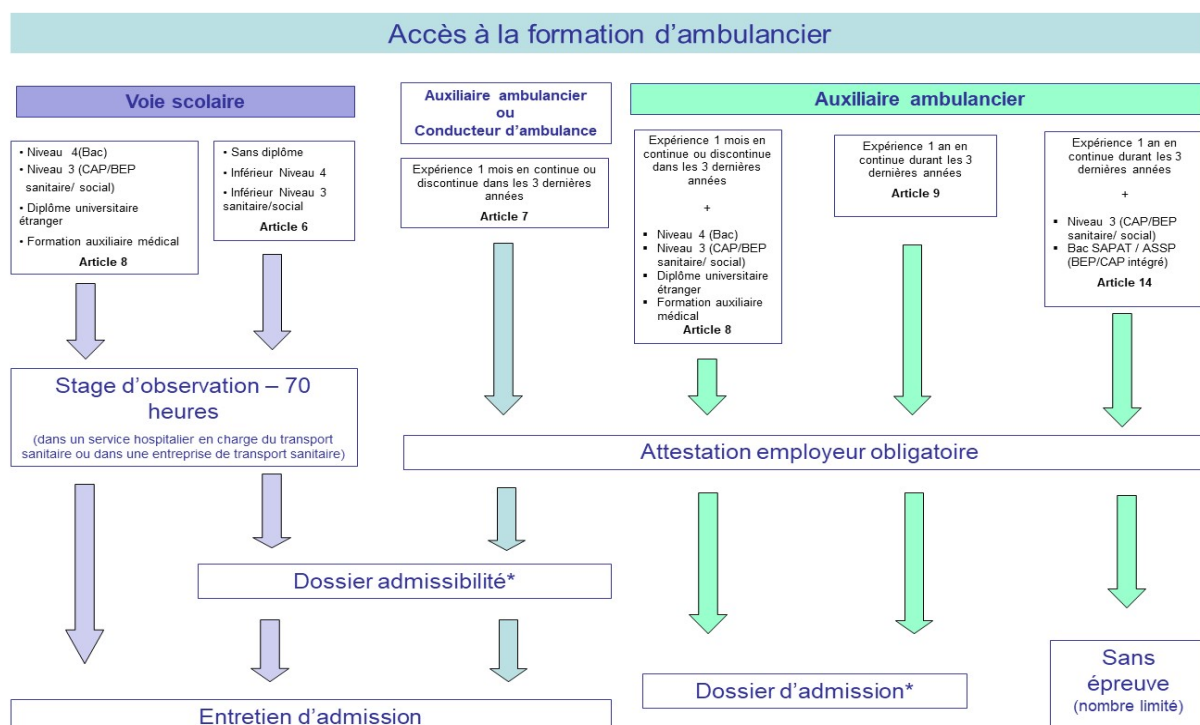 Accès à la formation d'ambulancier
Voie scolaire
• Niveau 4(Bac)
• Niveau 3 (CAP/BEP
sanitaire/ social)
• Diplôme universitaire
étranger
• Formation auxiliaire médical
Article 8
• Sans diplôme
• Inférieur Niveau 4
• Inférieur Niveau 3
sanitaire/social
Article 6
Auxiliaire ambulancier
ou
Conducteur d'ambulance
Expérience 1 mois en continue ou
discontinue dans les 3 dernières
années
Article 7
Auxiliaire ambulancier
Expérience 1 mois en
continue ou discontinue
dans les 3 dernières
années
+
▪ Niveau 4 (Bac)
▪ Niveau 3 (CAP/BEP
sanitaire/ social)
▪ Diplôme universitaire
étranger
▪ Formation auxiliaire
médical
Article 8
Expérience 1 an en
continue durant les 3
dernières années
Article 9
Expérience 1 an en
continue durant les 3
dernières années
+
▪ Niveau 3 (CAP/BEP
sanitaire/ social)
▪ Bac SAPAT / ASSP
(BEP/CAP intégré)
Article 14
Stage d'observation – 70
heures
(dans un service hospitalier en charge du transport
sanitaire ou dans une entreprise de transport sanitaire)
Attestation employeur obligatoire
Dossier admissibilité*
Entretien d'admission
Dossier d'admission*
Sans
épreuve
(nombre limité)